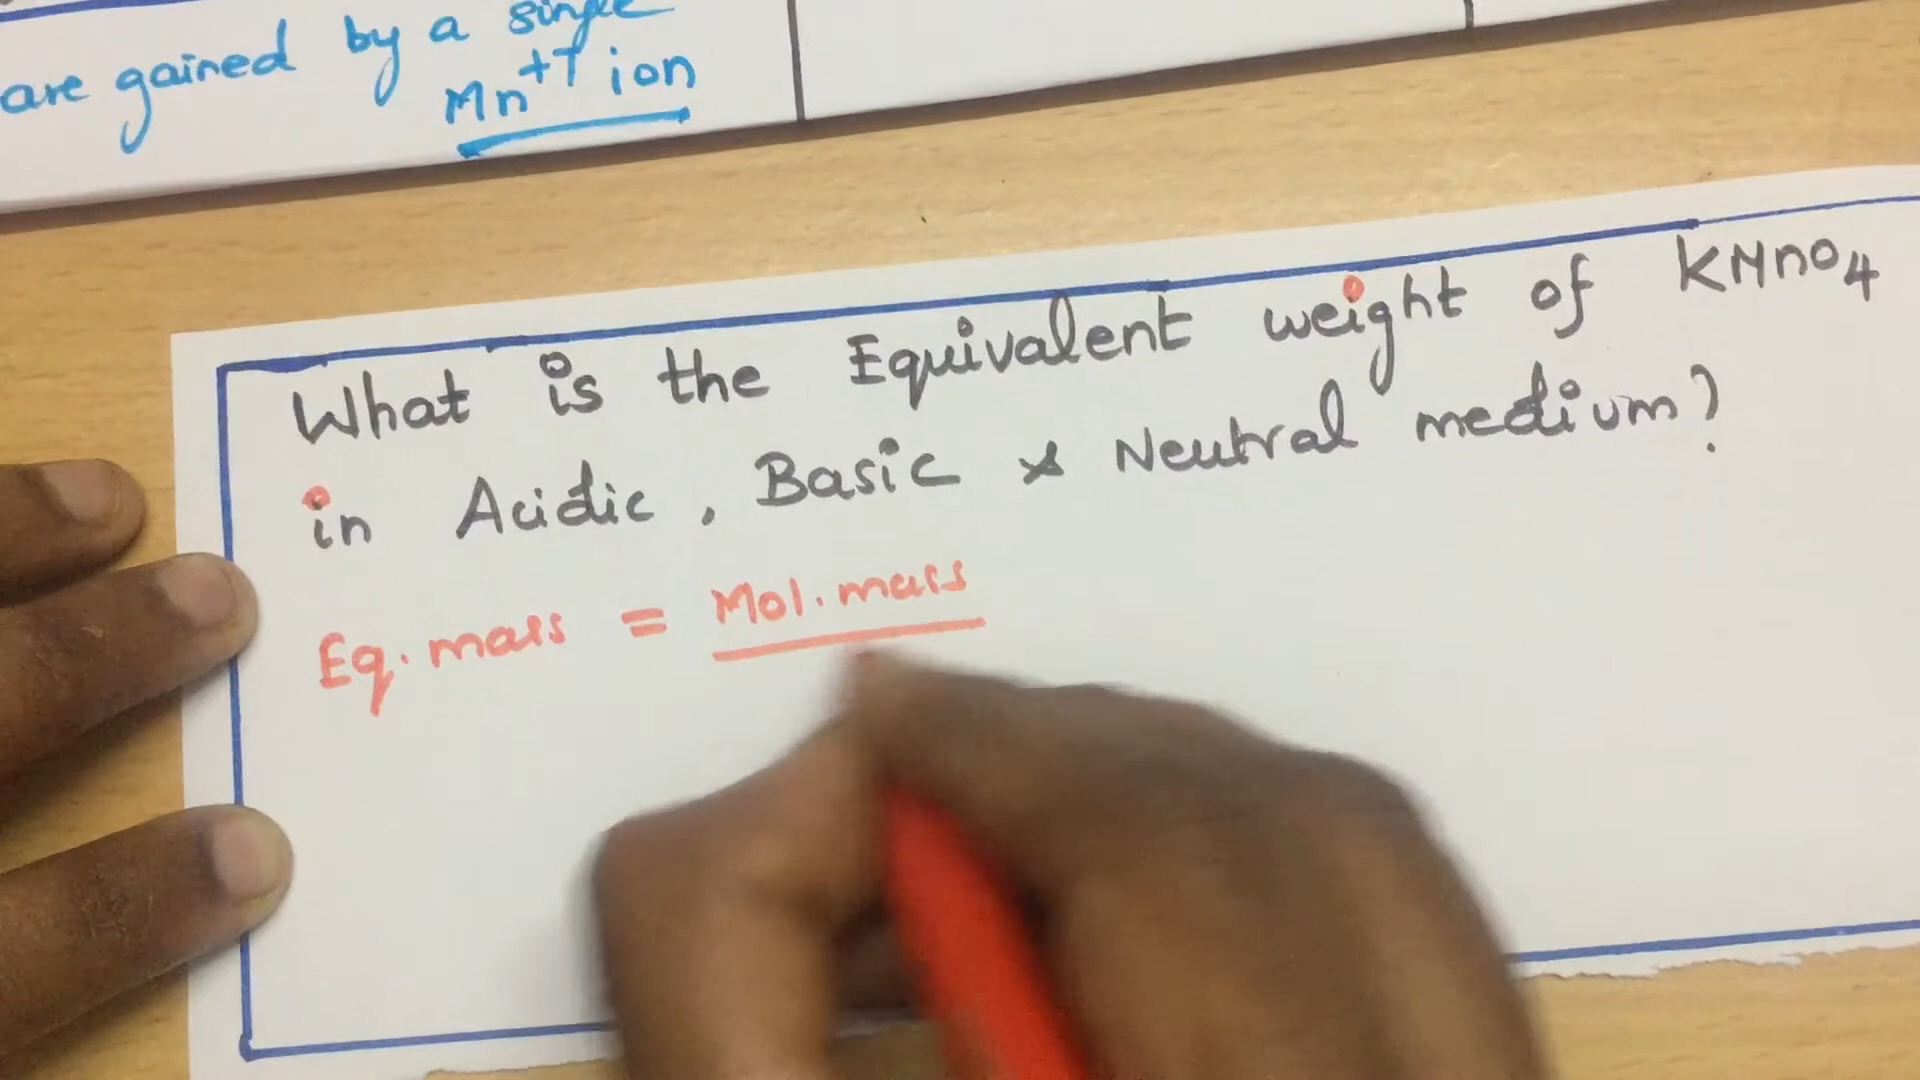 are gained by a single
Mn+7 ion
What is the Equivalent weight of KMnO4
in Acidic, Basic & Neutral medium?
Eq. mass = Mol. mass